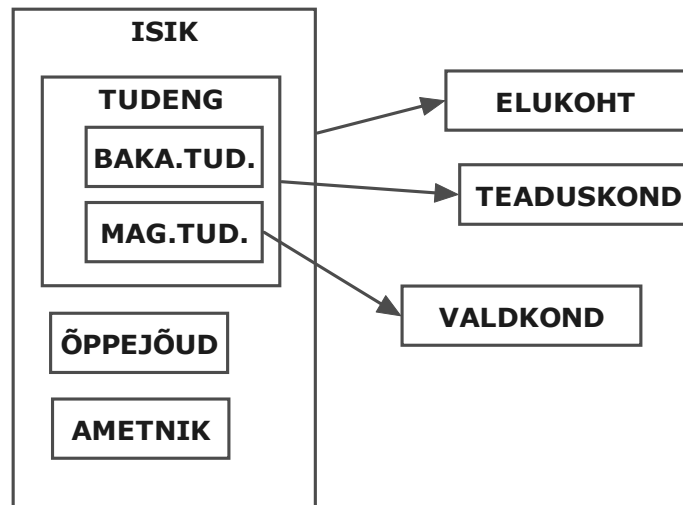 ISIK
TUDENG
BAKA.TUD.
MAG.TUD.
ÕPPEJÕUD
AMETNIK
ELUKOHT
TEADUSKOND
VALDKOND